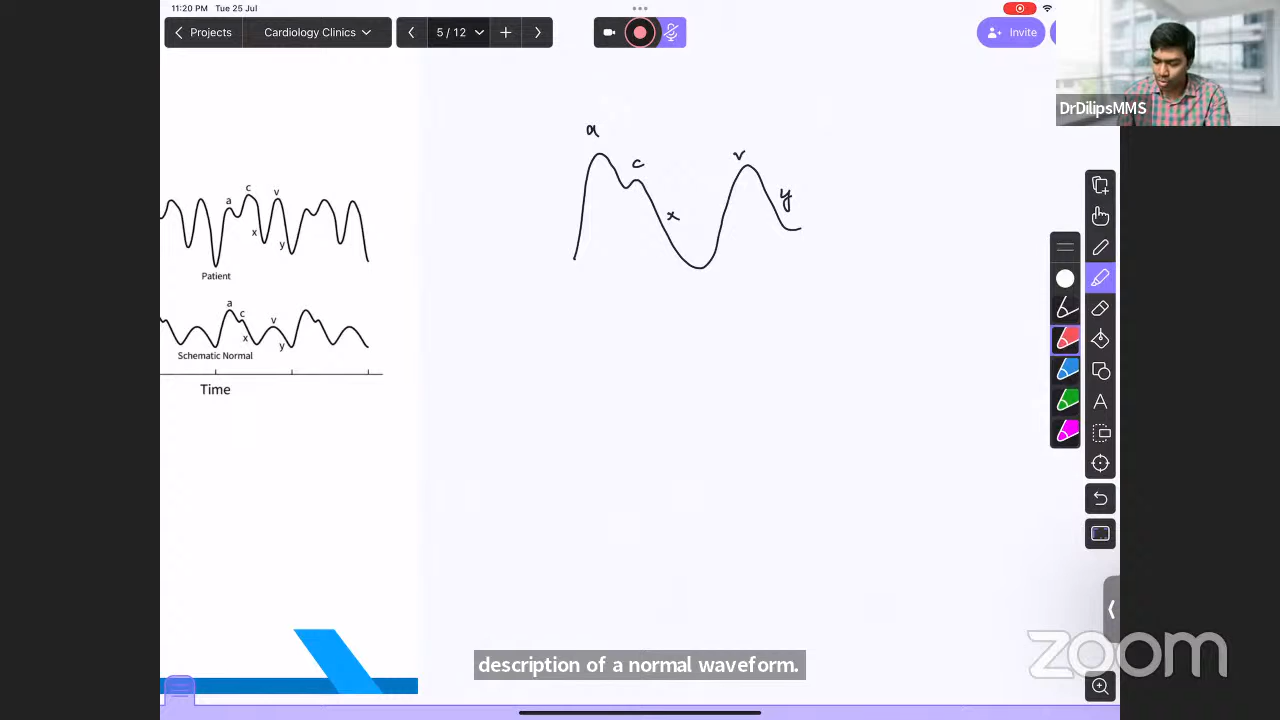 11:20 PM Tue 25 Jul
Projects
Cardiology Clinics
5 / 12
Invite
DrDilipsMMS
a
c
v
x
y
a
c
v
x
y
Patient
a
c
v
x
y
Schematic Normal
Time
A
description of a normal waveform.
zoom